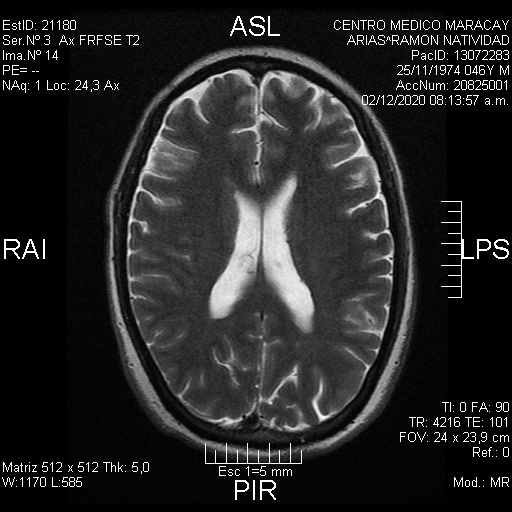 EstID: 21180
Ser.Nº 3 Ax FRFSE T2
Ima.Nº 14
PE= --
NAq: 1 Loc: 24,3 Ax
ASL
CENTRO MEDICO MARACAY
ARIAS^RAMON NATIVIDAD
PacID: 13072283
25/11/1974 046Y M
AccNum: 20825001
02/12/2020 08:13:57 a.m.
RAI
LPS
TI: 0 FA: 90
TR: 4216 TE: 101
FOV: 24 x 23,9 cm
Ref.: 0
Matriz 512 x 512 Thk: 5,0
W:1170 L:585
Esc 1=5 mm
PIR
Mod.: MR